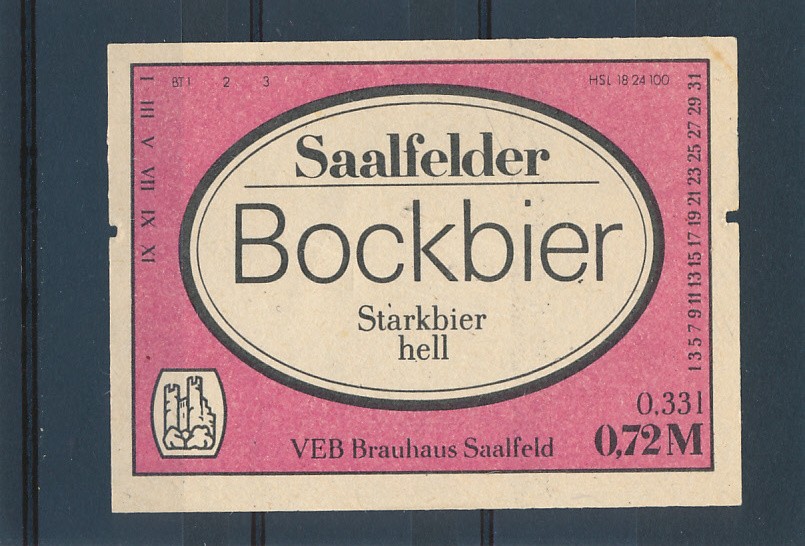 BT 1 2 3
HSL 18 24 100
I III V VII IX XI
Saalfelder
Bockbier
Starkbier
hell
1 3 5 7 9 11 13 15 17 19 21 23 25 27 29 31
0,33 l
0,72 M
VEB Brauhaus Saalfeld